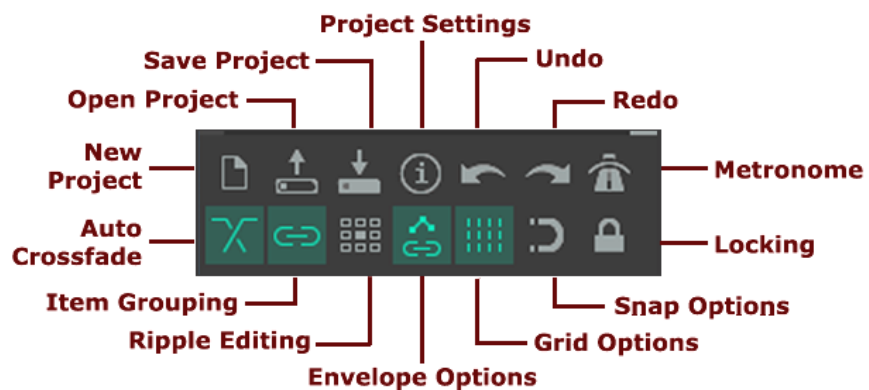 Project Settings
Save Project
Undo
Open Project
Redo
New
Project
Metronome
Auto
Crossfade
Locking
Item Grouping
Snap Options
Ripple Editing
Grid Options
Envelope Options